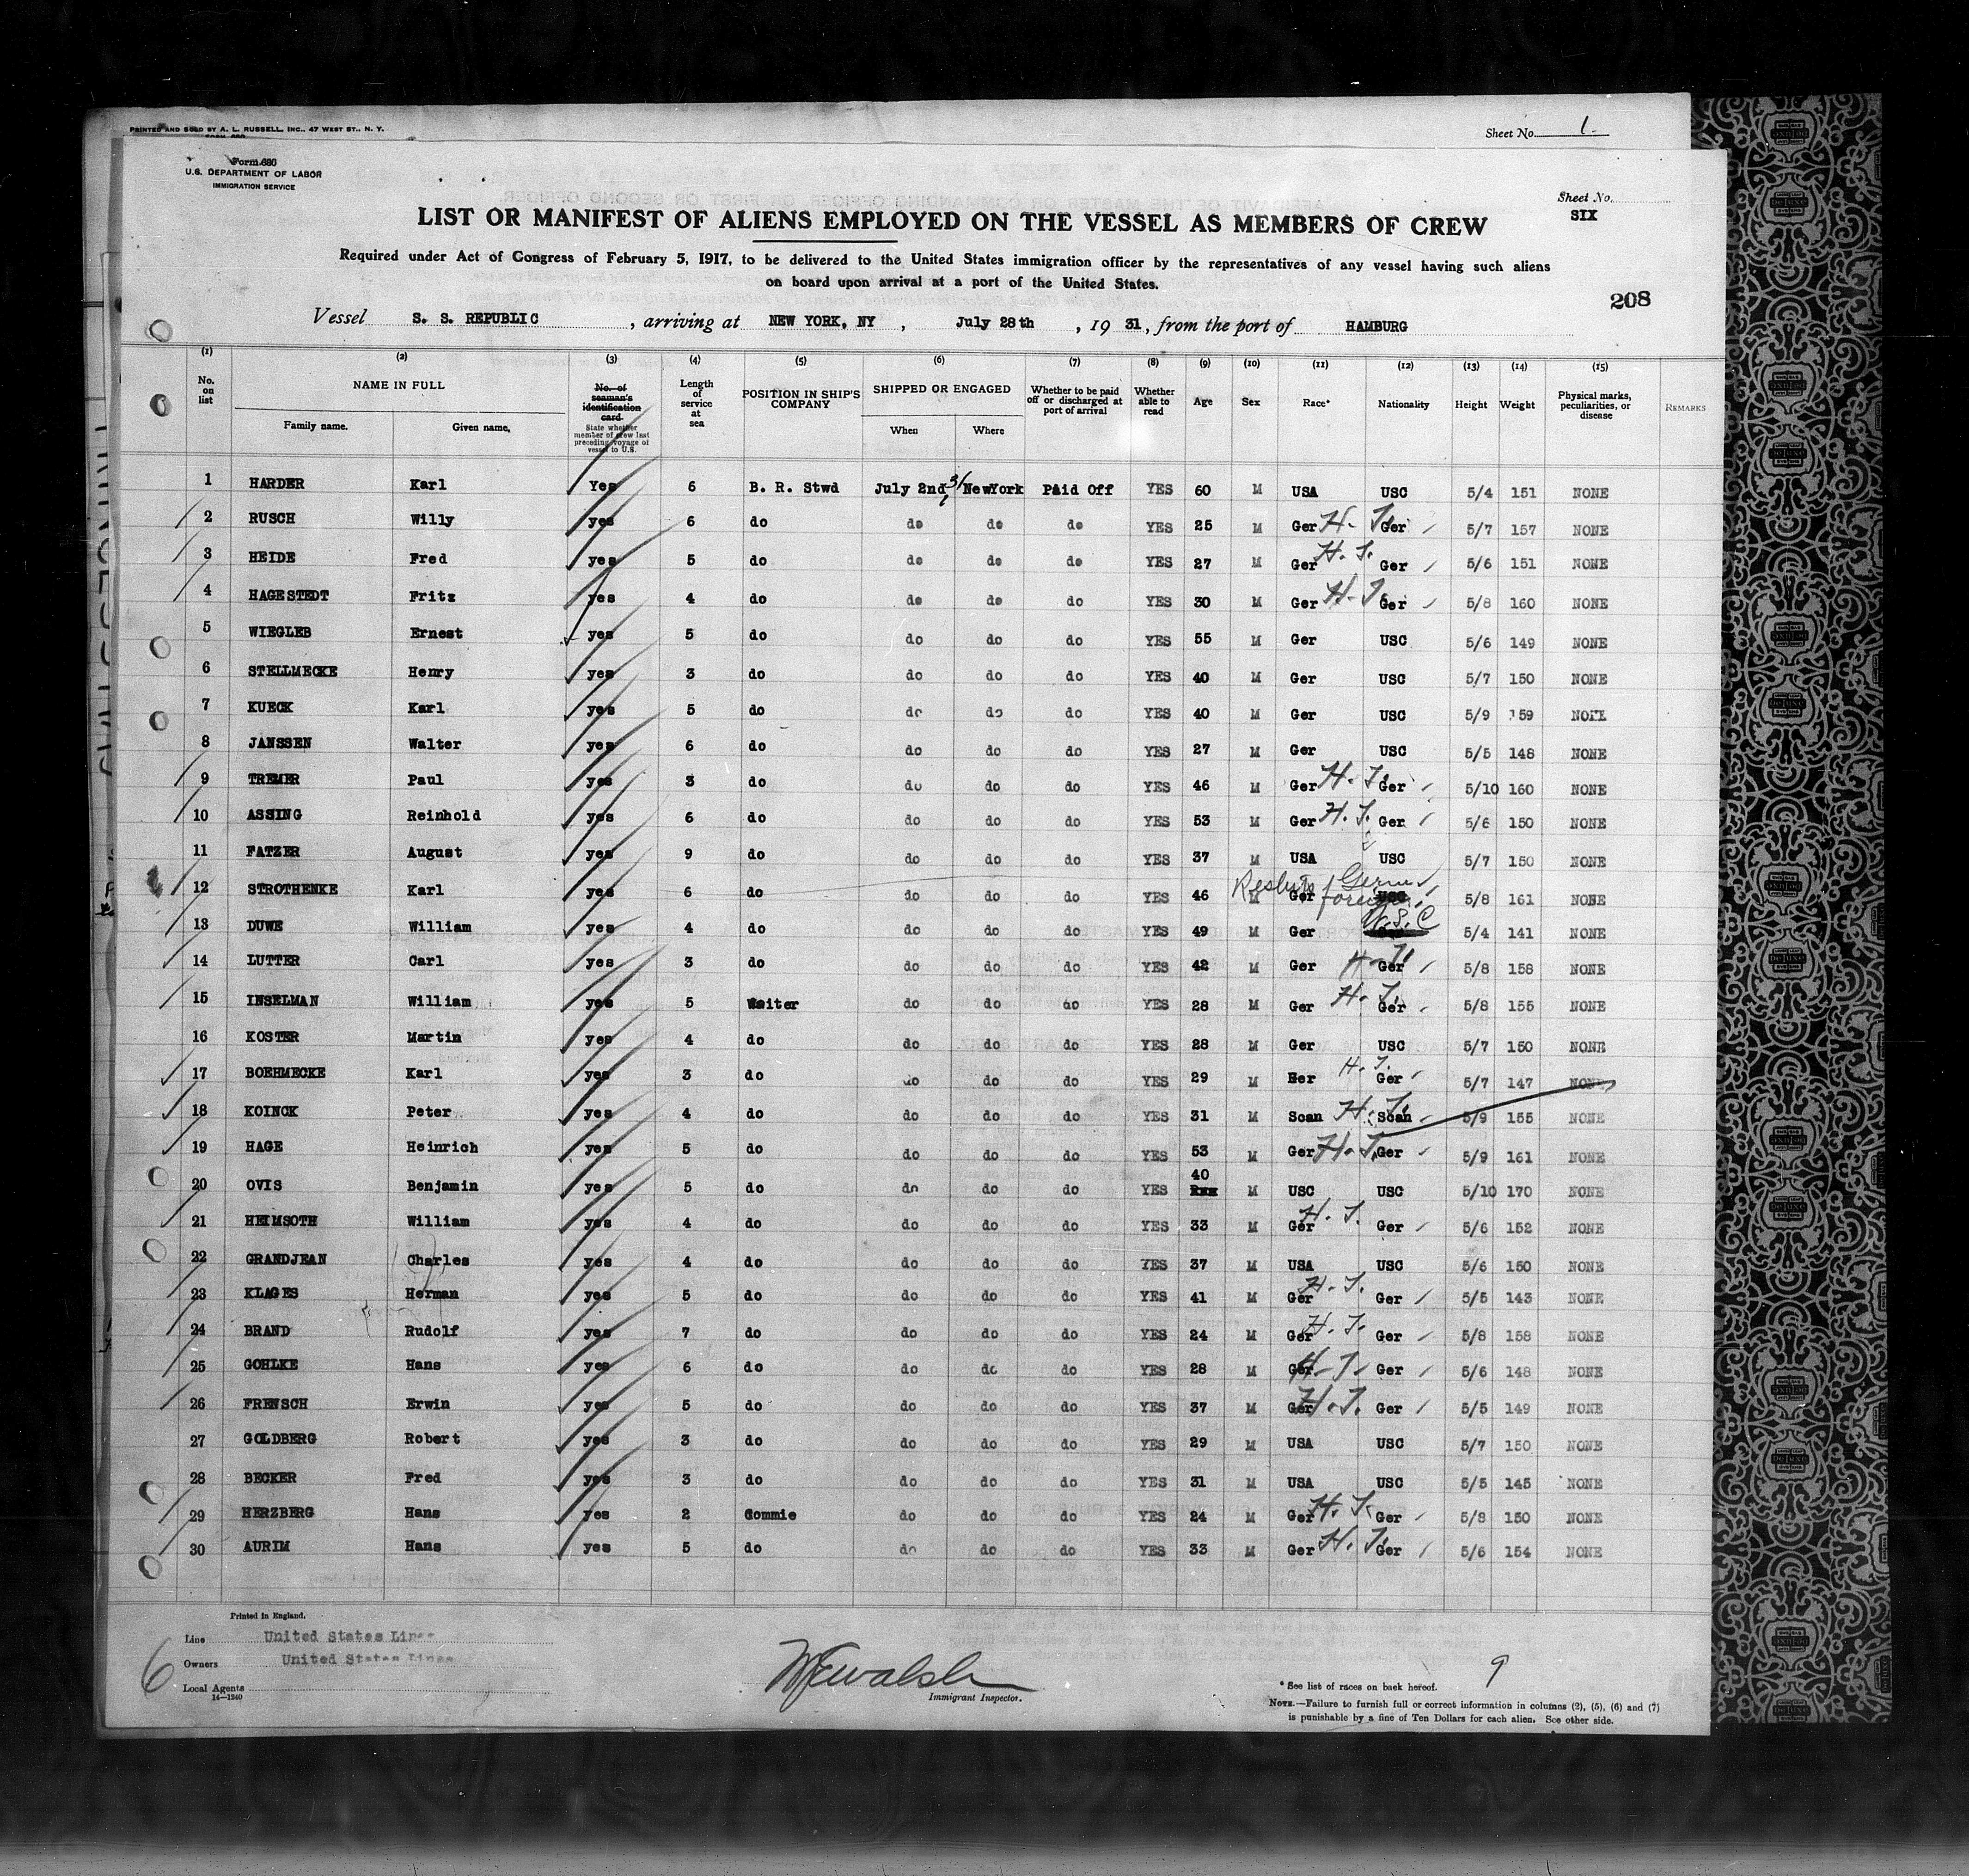 PRINTED AND SOLD BY A. L. RUSSELL, INC., 47 WEST ST., N. Y.
Sheet No. 1
Form 680
U.S. DEPARTMENT OF LABOR
IMMIGRATION SERVICE
Sheet No.
SIX
LIST OR MANIFEST OF ALIENS EMPLOYED ON THE VESSEL AS MEMBERS OF CREW
Required under Act of Congress of February 5, 1917, to be delivered to the United States immigration officer by the representatives of any vessel having such aliens
on board upon arrival at a port of the United States.
208
Vessel S. S. REPUBLIC, arriving at NEW YORK, NY, July 28th, 1931, from the port of HAMBURG
(1) (2) (3) (4) (5) (6) (7) (8) (9) (10) (11) (12) (13) (14) (15)
No. on list NAME IN FULL Family name. Given name. No. of seaman's identification card. State whether member of crew last preceding voyage of vessel to U.S. Length of service at sea POSITION IN SHIP'S COMPANY SHIPPED OR ENGAGED When Where Whether to be paid off or discharged at port of arrival Whether able to read Age Sex Race* Nationality Height Weight Physical marks, peculiarities, or disease REMARKS
1 HARDER Karl Yes 6 B. R. Stwd July 2nd, 31 NewYork Paid Off YES 60 M USA USC 5/4 151 NONE
2 RUSCH Willy yes 6 do do do do YES 25 M Ger H. T. Ger 5/7 157 NONE
3 HEIDE Fred yes 5 do do do do YES 27 M Ger H. T. Ger 5/6 151 NONE
4 HAGESTEDT Fritz yes 4 do do do do YES 30 M Ger H. T. Ger 5/8 160 NONE
5 WIEGLEB Ernest yes 5 do do do do YES 55 M Ger USC 5/6 149 NONE
6 STELLMECKE Henry yes 3 do do do do YES 40 M Ger USC 5/7 150 NONE
7 KUECK Karl yes 5 do do do do YES 40 M Ger USC 5/9 159 NONE
8 JANSSEN Walter yes 6 do do do do YES 27 M Ger USC 5/5 148 NONE
9 TREMER Paul yes 3 do do do do YES 46 M Ger H. T. Ger 5/10 160 NONE
10 ASSING Reinhold yes 6 do do do do YES 53 M Ger H. T. Ger 5/6 150 NONE
11 FATZER August yes 9 do do do do YES 37 M USA USC 5/7 150 NONE
12 STROTHENKE Karl yes 6 do do do do YES 46 M Ger USC 5/8 161 NONE
13 DUWE William yes 4 do do do do YES 49 M Ger U.S.C 5/4 141 NONE
14 LUTTER Carl yes 3 do do do do YES 42 M Ger H. T. Ger 5/8 158 NONE
15 INSELMAN William yes 5 Waiter do do do YES 28 M Ger H. T. Ger 5/8 155 NONE
16 KOSTER Martin yes 4 do do do do YES 28 M Ger USC 5/7 150 NONE
17 BOEHMECKE Karl yes 3 do do do do YES 29 M Ger H. T. Ger 5/7 147 NONE
18 KOINCK Peter yes 4 do do do do YES 31 M Scan H. T. Scan 5/9 155 NONE
19 HAGE Heinrich yes 5 do do do do YES 53 M Ger H. T. Ger 5/9 161 NONE
20 OVIS Benjamin yes 5 do do do do YES 40 M USC USC 5/10 170 NONE
21 HEIMSOTH William yes 4 do do do do YES 33 M Ger H. T. Ger 5/6 152 NONE
22 GRANDJEAN Charles yes 4 do do do do YES 37 M USA USC 5/6 150 NONE
23 KLAGES Herman yes 5 do do do do YES 41 M Ger H. T. Ger 5/5 143 NONE
24 BRAND Rudolf yes 7 do do do do YES 24 M Ger H. T. Ger 5/8 158 NONE
25 GOHLKE Hans yes 6 do do do do YES 28 M Ger H. T. Ger 5/6 148 NONE
26 FRENSCH Erwin yes 5 do do do do YES 37 M Ger H. T. Ger 5/5 149 NONE
27 GOLDBERG Robert yes 3 do do do do YES 29 M USA USC 5/7 150 NONE
28 BECKER Fred yes 3 do do do do YES 31 M USA USC 5/5 145 NONE
29 HERZBERG Hans yes 2 Commie do do do YES 24 M Ger H. T. Ger 5/8 150 NONE
30 AURIM Hans yes 5 do do do do YES 33 M Ger H. T. Ger 5/6 154 NONE
Printed in England.
Line United States Lines
Owners United States Lines
Local Agents
14—1240
6
Walsh
Immigrant Inspector.
9
* See list of races on back hereof.
NOTE.—Failure to furnish full or correct information in columns (2), (5), (6) and (7)
is punishable by a fine of Ten Dollars for each alien. See other side.